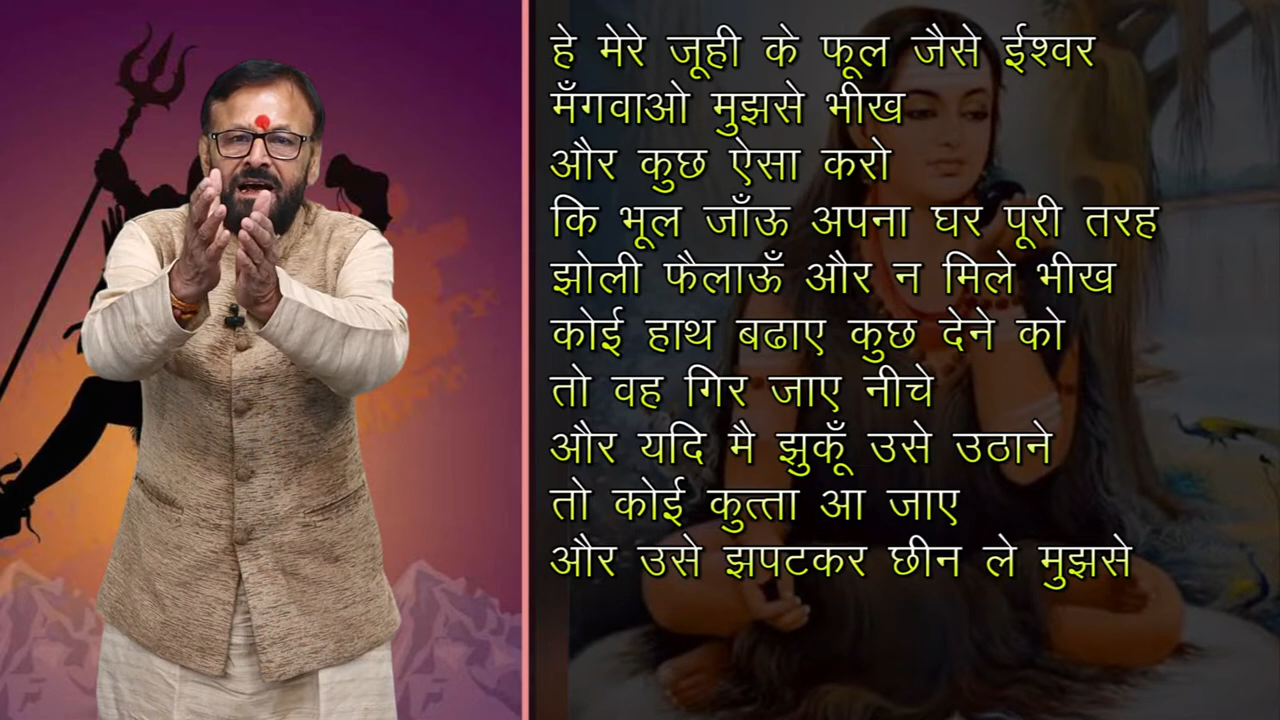 हे मेरे जूही के फूल जैसे ईश्वर
मँगवाओ मुझसे भीख
और कुछ ऐसा करो
कि भूल जाँऊ अपना घर पूरी तरह
झोली फैलाऊँ और न मिले भीख
कोई हाथ बढाए कुछ देने को
तो वह गिर जाए नीचे
और यदि मै झुकूँ उसे उठाने
तो कोई कुत्ता आ जाए
और उसे झपटकर छीन ले मुझसे